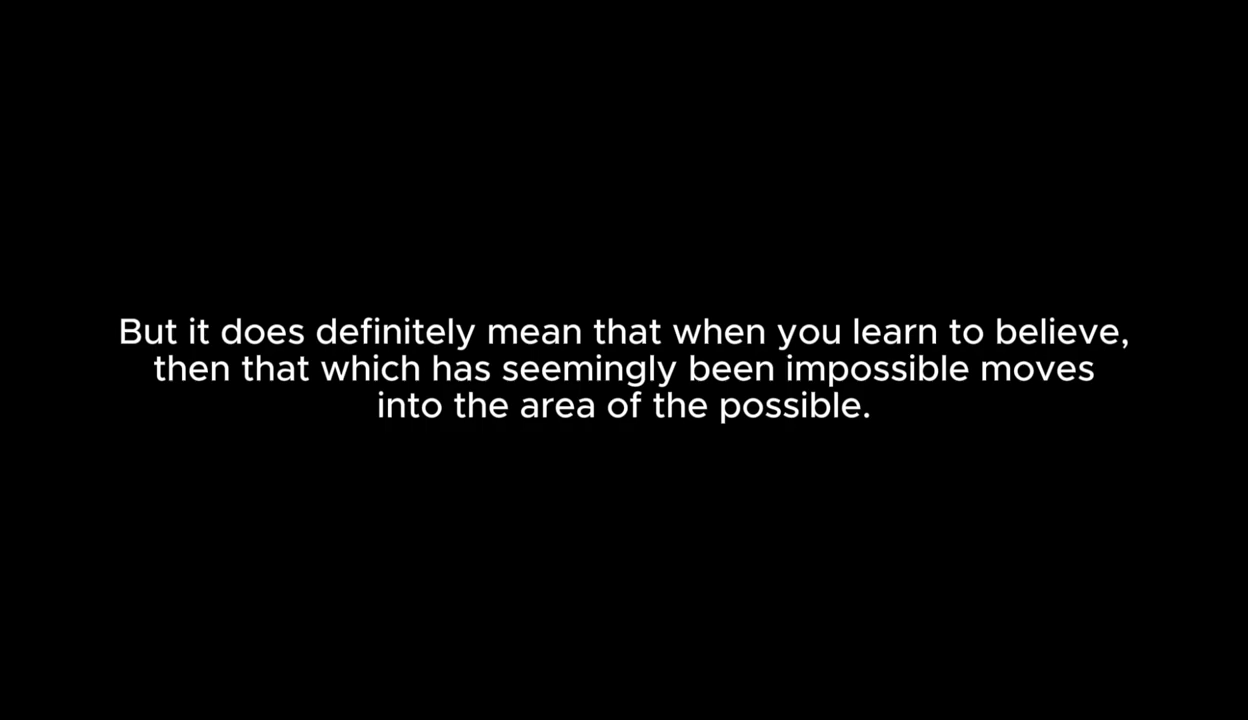 But it does definitely mean that when you learn to believe,
then that which has seemingly been impossible moves
into the area of the possible.